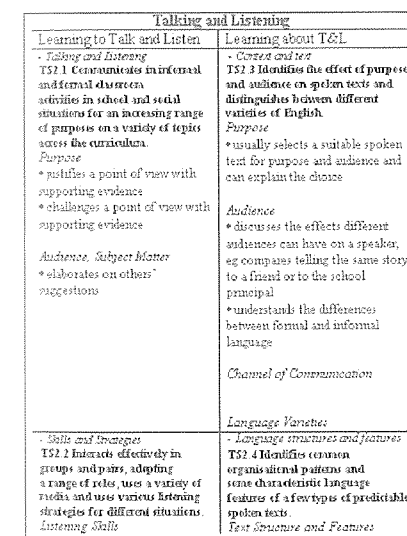 Talking and Listening
Learning to Talk and Listen
- Talking and listening
TS2.1 Communicates in informal
and formal classroom
activities in school and social
situations for an increasing range
of purposes on a variety of topics
across the curriculum.
Purpose
* justifies a point of view with
supporting evidence
* challenges a point of view with
supporting evidence
Audience, Subject Matter
* elaborates on others'
suggestions
- Skills and Strategies
TS2.2 Interacts effectively in
groups and pairs, adopting
a range of roles, uses a variety of
media and uses various listening
strategies for different situations.
Listening Skills
Learning about T&L
- Context and text
TS2.3 Identifies the effect of purpose
and audience on spoken texts and
distinguishes between different
varieties of English.
Purpose
* usually selects a suitable spoken
text for purpose and audience and
can explain the choice
Audience
* discusses the effects different
audiences can have on a speaker,
eg compares telling the same story
to a friend or to the school
principal
* understands the differences
between formal and informal
language
Channel of Communication
Language Varieties
- Language structures and features
TS2.4 Identifies common
organisational patterns and
some characteristic language
features of a few types of predictable
spoken texts.
Text Structure and Features